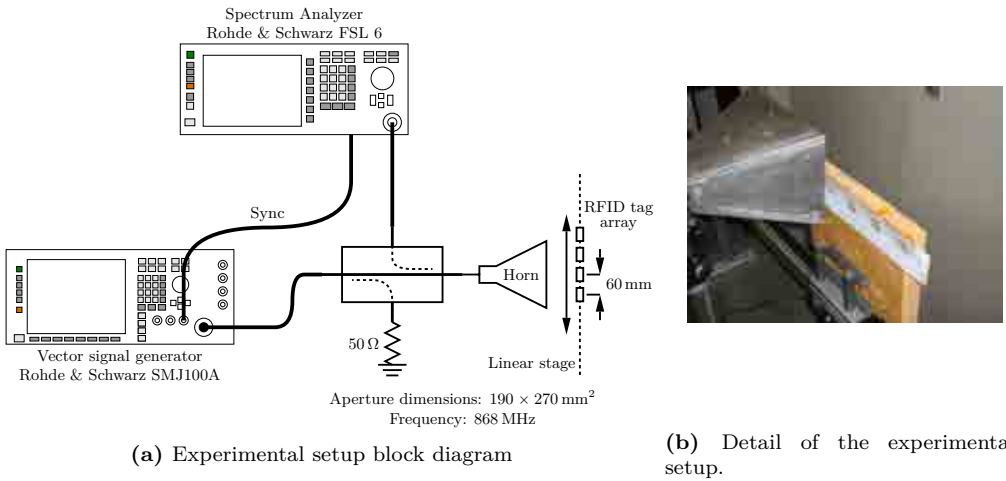 Spectrum Analyzer
Rohde & Schwarz FSL 6
Sync
RFID tag
array
Horn
60 mm
50 Ω
Linear stage
Vector signal generator
Rohde & Schwarz SMJ100A
Aperture dimensions: 190 × 270 mm²
Frequency: 868 MHz
(a) Experimental setup block diagram
(b) Detail of the experimenta
setup.